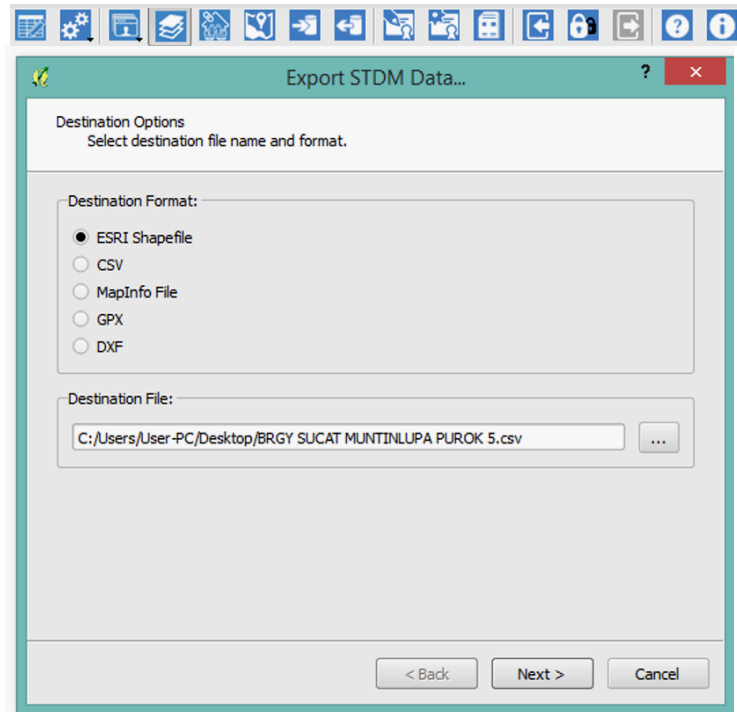 Export STDM Data...
? ×
Destination Options
Select destination file name and format.
Destination Format:
ESRI Shapefile
CSV
MapInfo File
GPX
DXF
Destination File:
C:/Users/User-PC/Desktop/BRGY SUCAT MUNTINLUPA PUROK 5.csv
...
< Back
Next >
Cancel